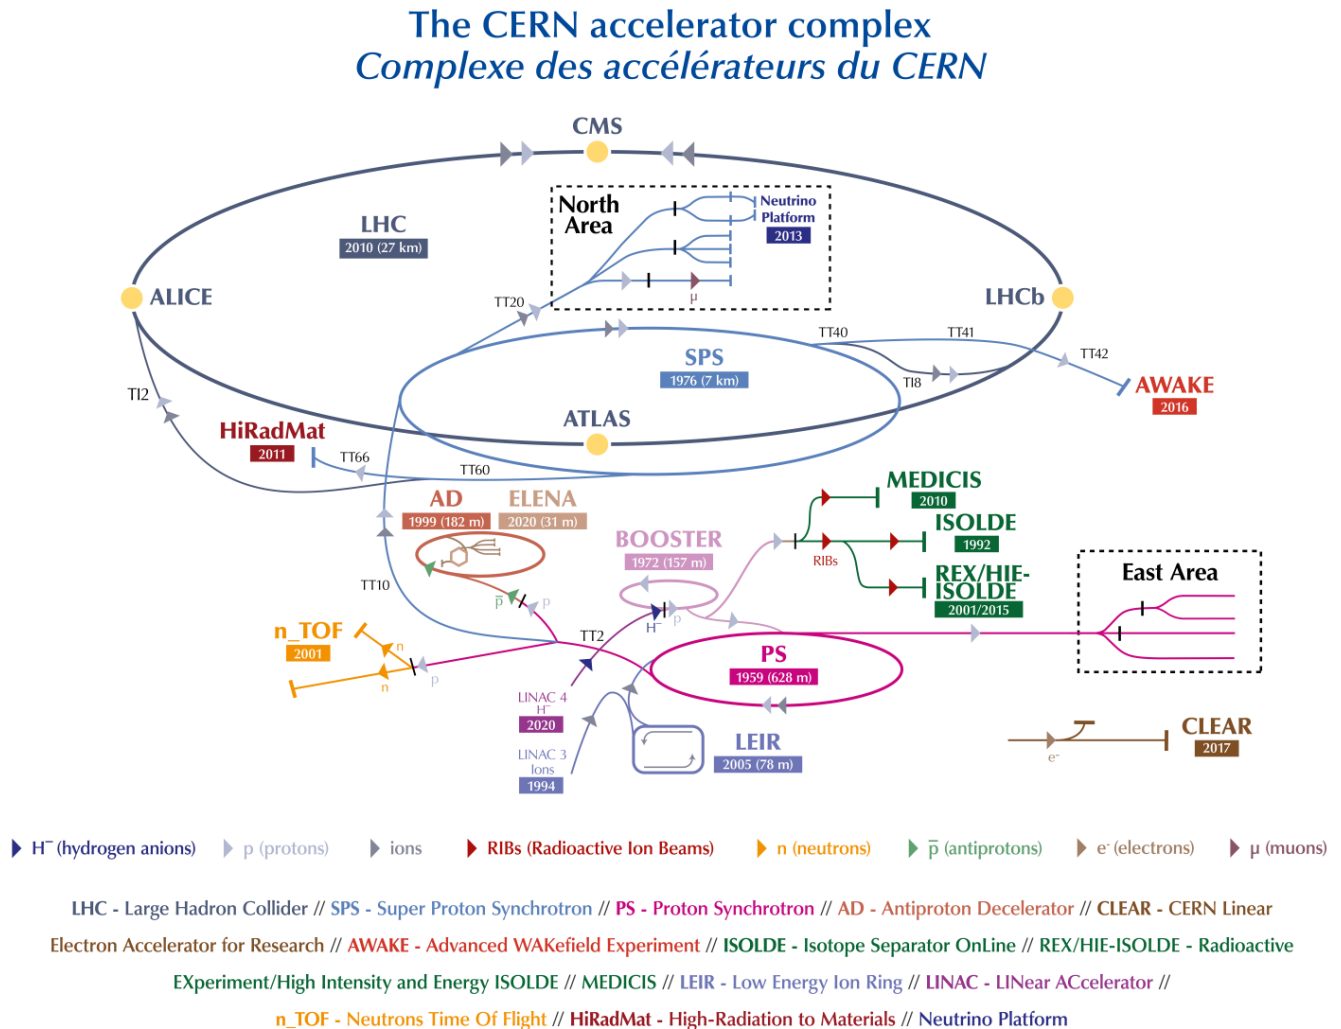 The CERN accelerator complex
Complexe des accélérateurs du CERN
CMS
North
Area
Neutrino
Platform
2013
LHC
2010 (27 km)
μ
ALICE
LHCb
TT20
TT40
TT41
TT42
SPS
1976 (7 km)
TI8
AWAKE
2016
TI2
ATLAS
HiRadMat
2011
TT66
TT60
AD
1999 (182 m)
ELENA
2020 (31 m)
MEDICIS
2010
ISOLDE
1992
BOOSTER
1972 (157 m)
RIBs
REX/HIE-
ISOLDE
2001/2015
East Area
TT10
p̅
p
H⁻
p
n_TOF
2001
n
n
p
TT2
PS
1959 (628 m)
LINAC 4
H⁻
2020
LINAC 3
Ions
1994
LEIR
2005 (78 m)
CLEAR
2017
e⁻
H⁻ (hydrogen anions)
p (protons)
ions
RIBs (Radioactive Ion Beams)
n (neutrons)
p̅ (antiprotons)
e⁻ (electrons)
μ (muons)
LHC - Large Hadron Collider // SPS - Super Proton Synchrotron // PS - Proton Synchrotron // AD - Antiproton Decelerator // CLEAR - CERN Linear
Electron Accelerator for Research // AWAKE - Advanced WAKefield Experiment // ISOLDE - Isotope Separator OnLine // REX/HIE-ISOLDE - Radioactive
EXperiment/High Intensity and Energy ISOLDE // MEDICIS // LEIR - Low Energy Ion Ring // LINAC - LINear ACcelerator //
n_TOF - Neutrons Time Of Flight // HiRadMat - High-Radiation to Materials // Neutrino Platform